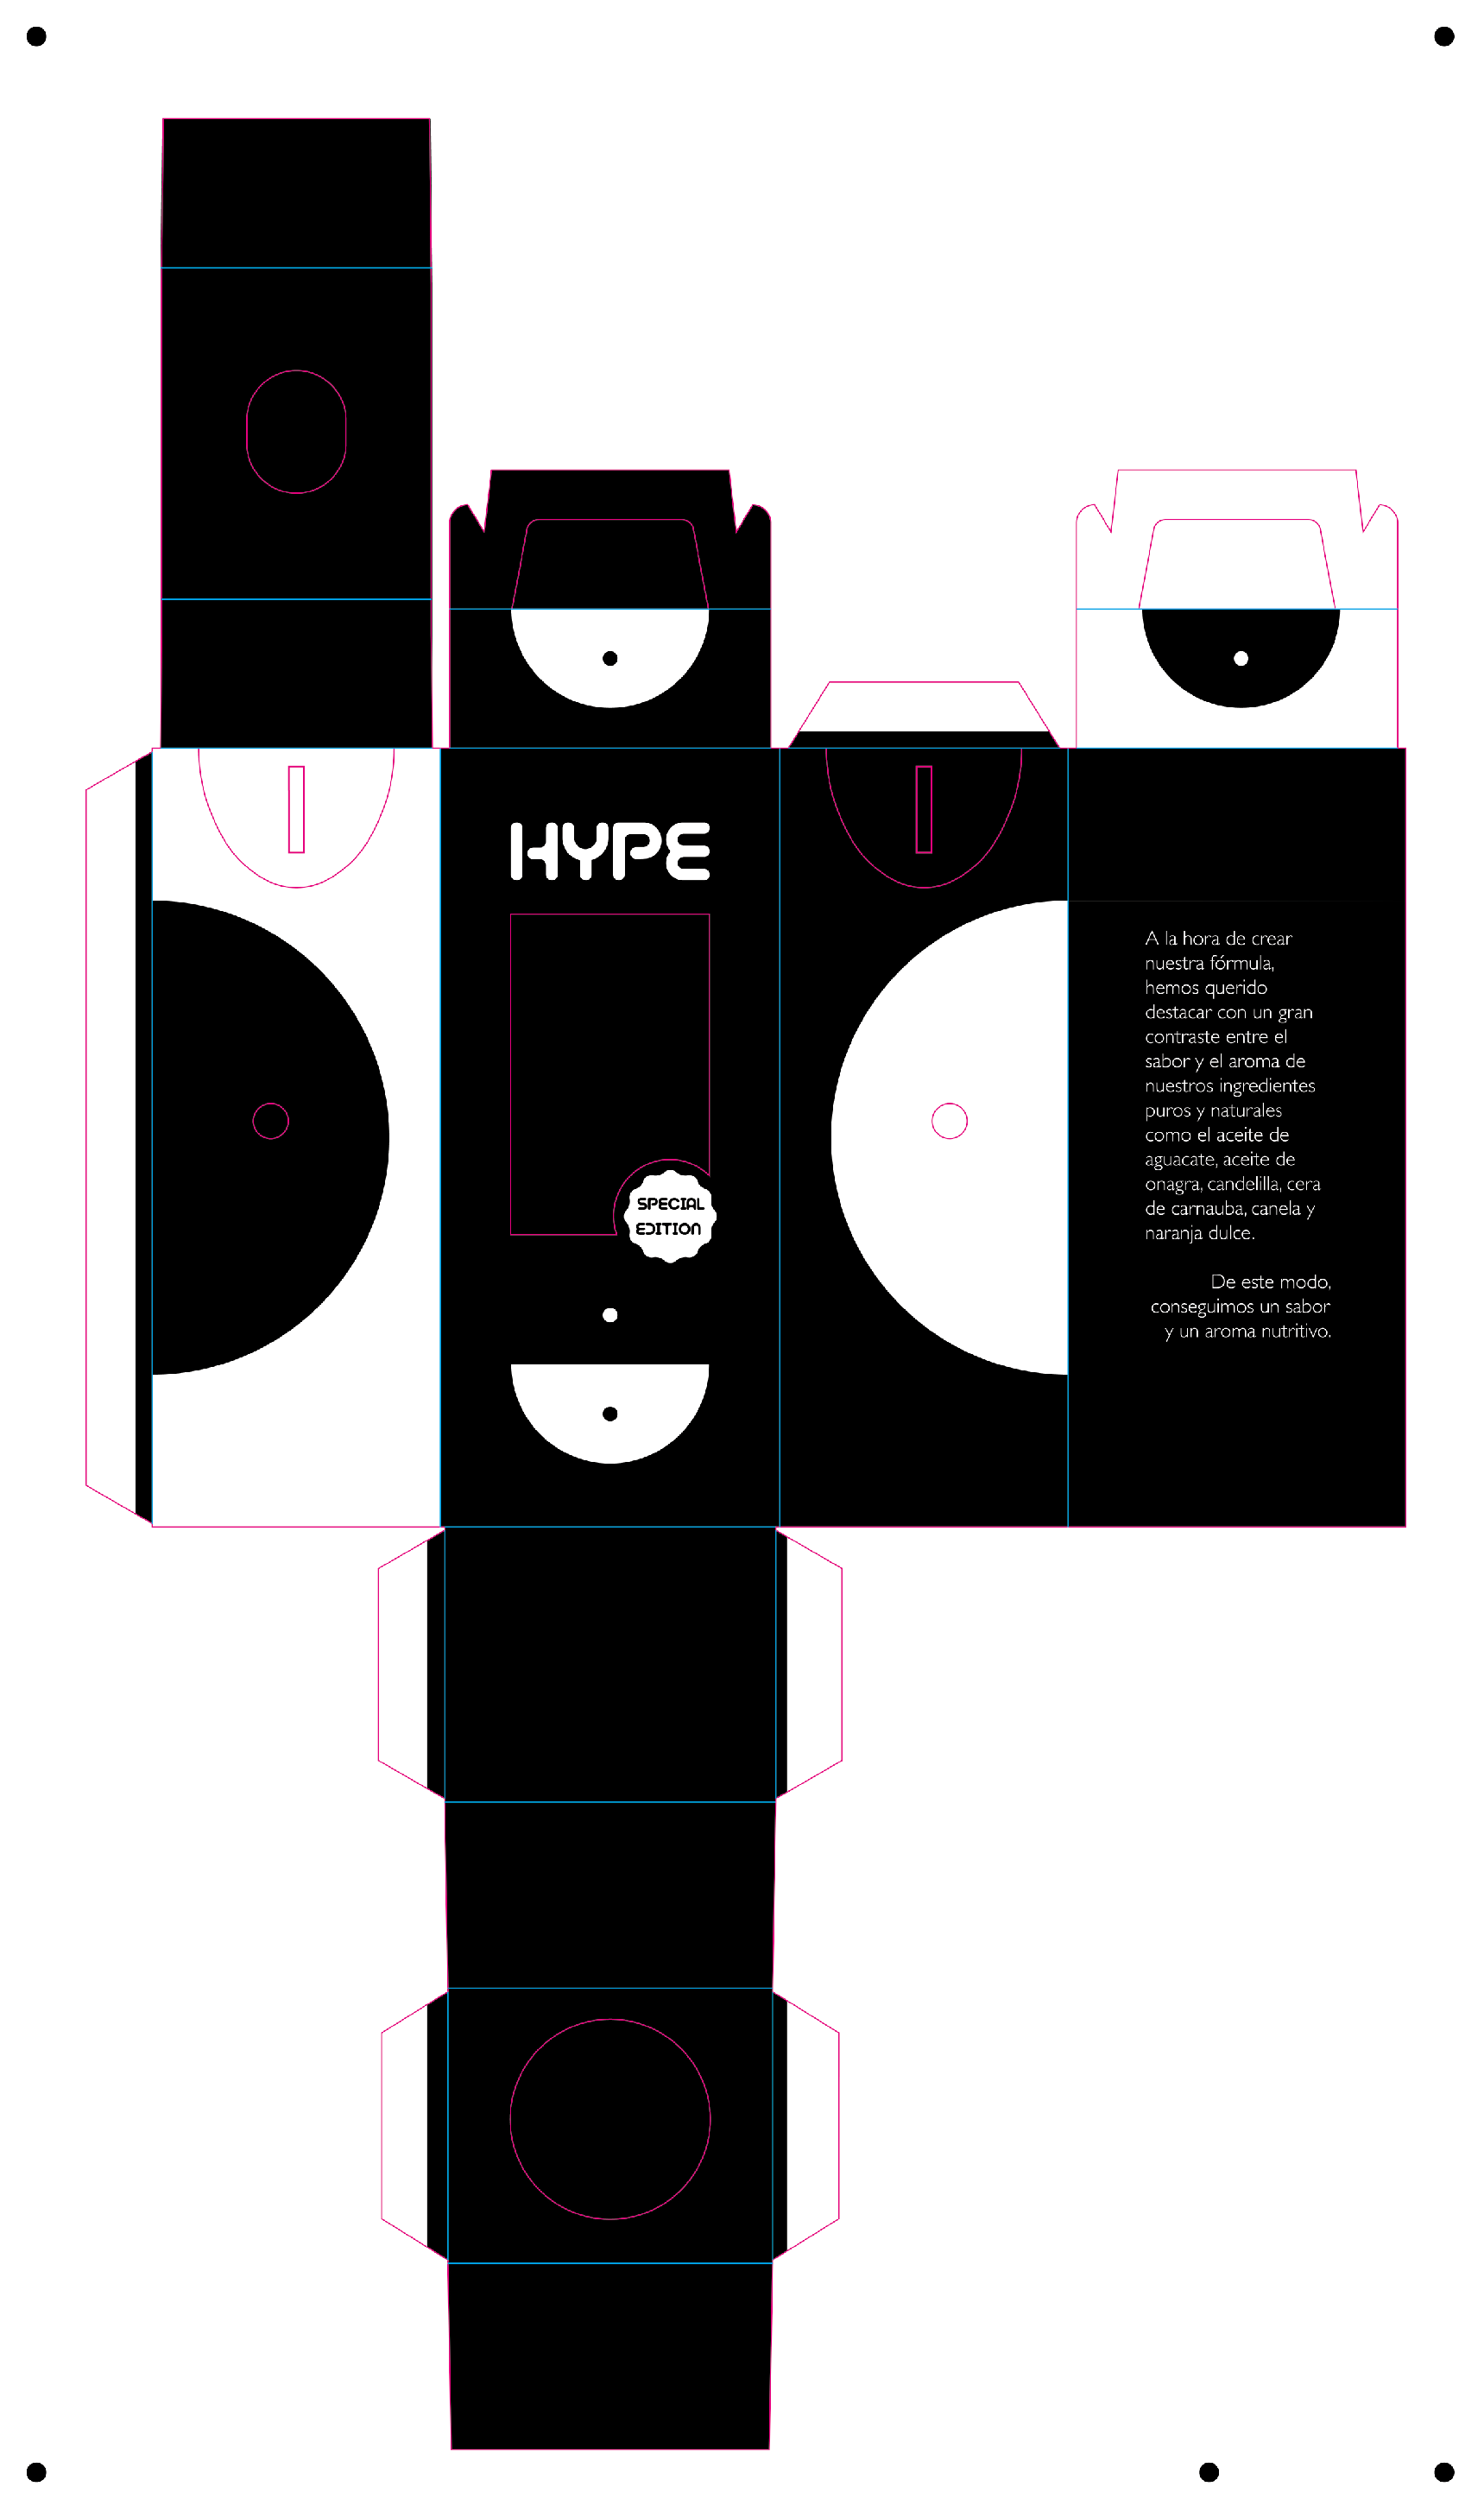 HYPE
SPECIAL
EDITION
A la hora de crear
nuestra fórmula,
hemos querido
destacar con un gran
contraste entre el
sabor y el aroma de
nuestros ingredientes
puros y naturales
como el aceite de
aguacate, aceite de
onagra, candelilla, cera
de carnauba, canela y
naranja dulce.
De este modo,
conseguimos un sabor
y un aroma nutritivo.